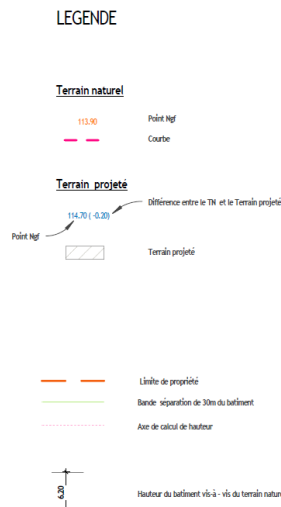 LEGENDE
Terrain naturel
113.90 Point Ngf
Courbe
Terrain projeté
Différence entre le TN et le Terrain projeté
114.70 ( -0.20)
Point Ngf
Terrain projeté
Limite de propriété
Bande séparation de 30m du batiment
Axe de calcul de hauteur
6.20
Hauteur du batiment vis-à - vis du terrain nature